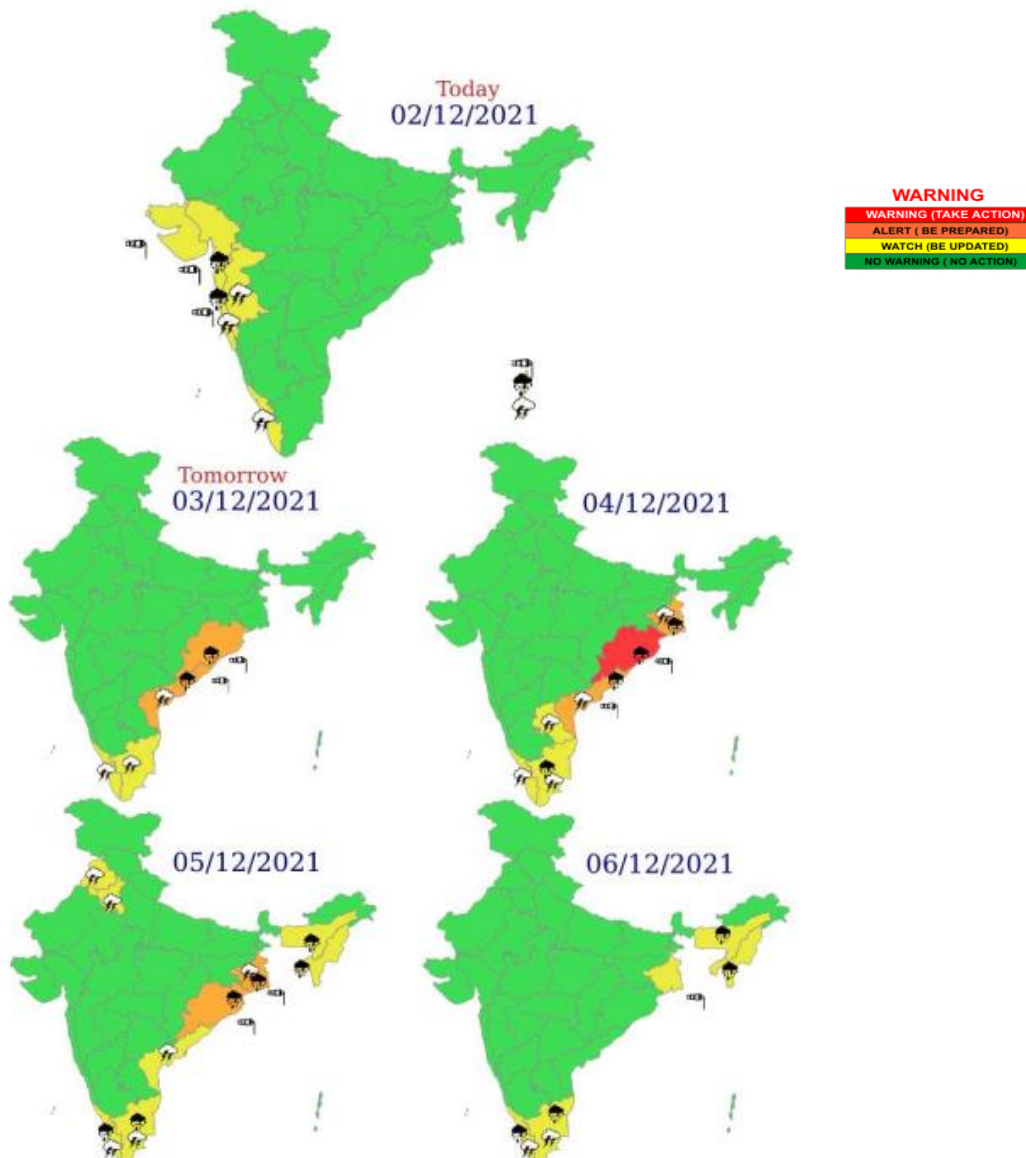 Today
02/12/2021
WARNING
WARNING (TAKE ACTION)
ALERT ( BE PREPARED)
WATCH (BE UPDATED)
NO WARNING ( NO ACTION)
Tomorrow
03/12/2021
04/12/2021
05/12/2021
06/12/2021